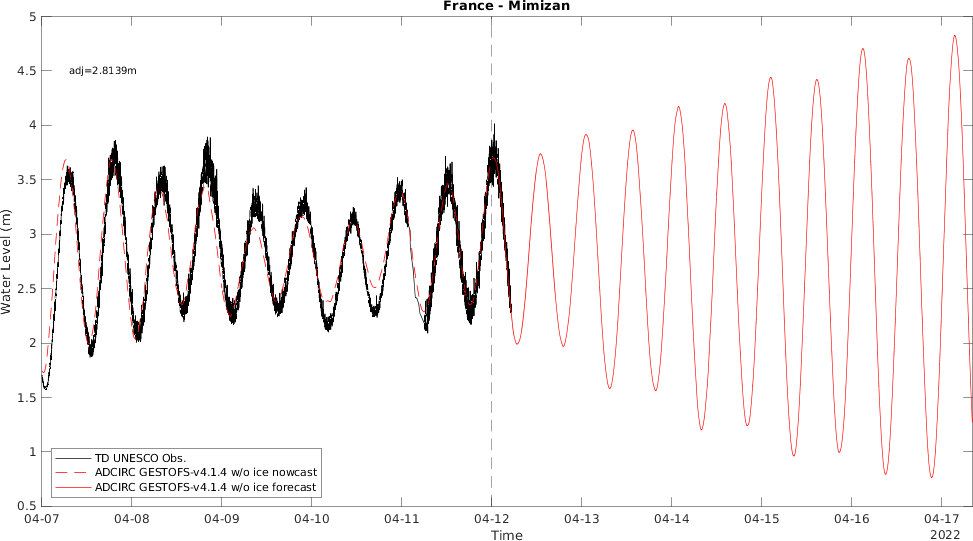 France - Mimizan
5
4.5
4
3.5
3
2.5
2
1.5
1
0.5
Water Level (m)
adj=2.8139m
TD UNESCO Obs.
ADCIRC GESTOFS-v4.1.4 w/o ice nowcast
ADCIRC GESTOFS-v4.1.4 w/o ice forecast
04-07 04-08 04-09 04-10 04-11 04-12 04-13 04-14 04-15 04-16 04-17
Time
2022